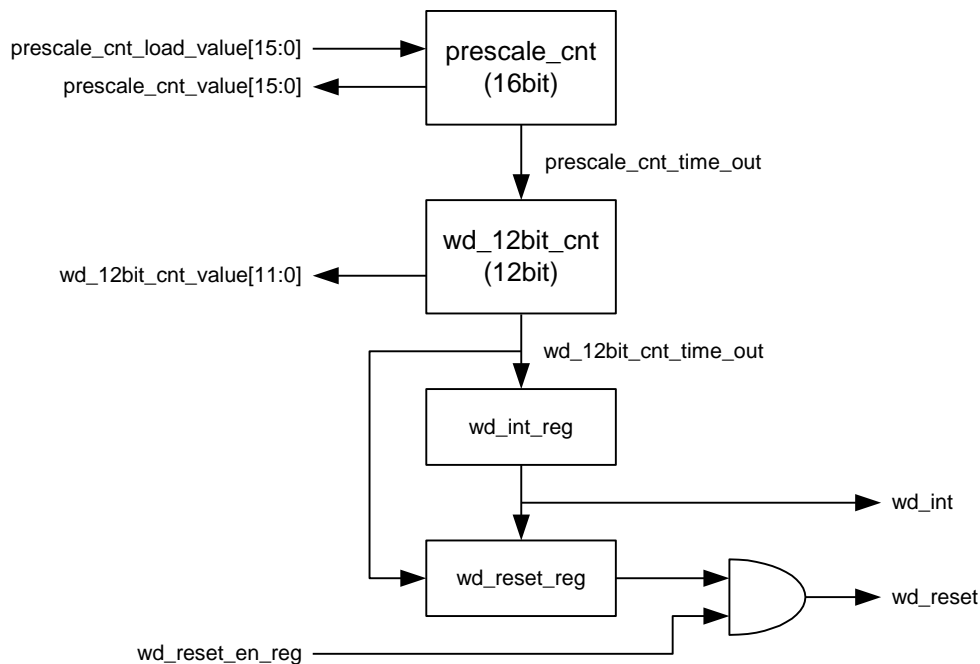 prescale_cnt_load_value[15:0]
prescale_cnt
(16bit)
prescale_cnt_value[15:0]
prescale_cnt_time_out
wd_12bit_cnt
(12bit)
wd_12bit_cnt_value[11:0]
wd_12bit_cnt_time_out
wd_int_reg
wd_int
wd_reset_reg
wd_reset
wd_reset_en_reg